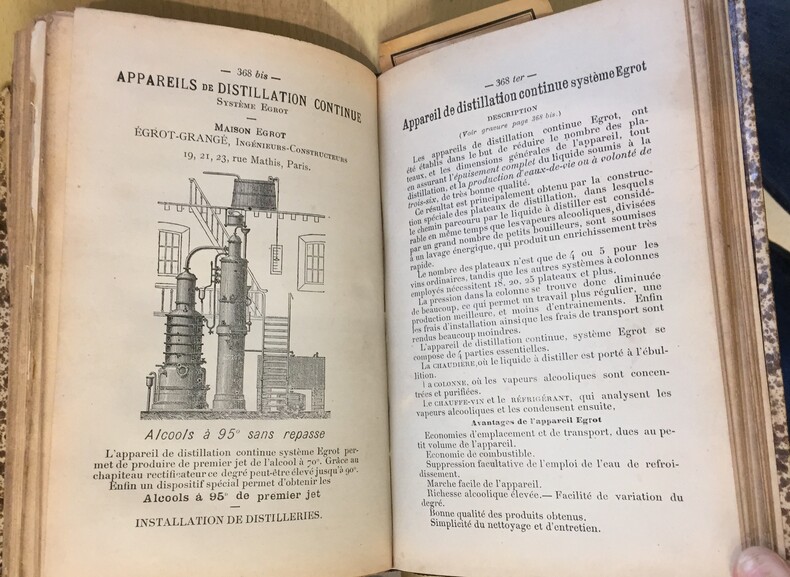 — 368 bis —
APPAREILS DE DISTILLATION CONTINUE
SYSTÈME EGROT
MAISON EGROT
ÉGROT-GRANGÉ, INGÉNIEURS-CONSTRUCTEURS
19, 21, 23, rue Mathis, Paris.
Alcools à 95° sans repasse
L'appareil de distillation continue système Egrot per-
met de produire de premier jet de l'alcool à 70°. Grâce au
chapiteau rectificateur ce degré peut-être élevé jusqu'à 90°.
Enfin un dispositif spécial permet d'obtenir les
Alcools à 95° de premier jet
INSTALLATION DE DISTILLERIES.
— 368 ter —
Appareil de distillation continue système Egrot
DESCRIPTION
(Voir gravure page 368 bis.)
Les appareils de distillation continue Egrot, ont
été établis dans le but de réduire le nombre des pla-
teaux, et les dimensions générales de l'appareil, tout
en assurant l'épuisement complet du liquide soumis à la
distillation, et la production d'eaux-de-vie ou à volonté de
trois-six, de très bonne qualité.
Ce résultat est principalement obtenu par la construc-
tion spéciale des plateaux de distillation, dans lesquels
le chemin parcouru par le liquide à distiller est considé-
rable en même temps que les vapeurs alcooliques, divisées
par un grand nombre de petits bouilleurs, sont soumises
à un lavage énergique, qui produit un enrichissement très
rapide.
Le nombre des plateaux n'est que de 4 ou 5 pour les
vins ordinaires, tandis que les autres systèmes à colonnes
employés nécessitent 18, 20, 25 plateaux et plus.
La pression dans la colonne se trouve donc diminuée
de beaucoup, ce qui permet un travail plus régulier, une
production meilleure, et moins d'entrainements. Enfin
les frais d'installation ainsi que les frais de transport sont
rendus beaucoup moindres.
L'appareil de distillation continue, système Egrot se
compose de 4 parties essentielles.
La CHAUDIÈRE, où le liquide à distiller est porté à l'ébul-
lition.
La COLONNE, où les vapeurs alcooliques sont concen-
trées et purifiées.
Le CHAUFFE-VIN et le RÉFRIGÉRANT, qui analysent les
vapeurs alcooliques et les condensent ensuite.
Avantages de l'appareil Egrot
Economies d'emplacement et de transport, dues au pe-
tit volume de l'appareil.
Economie de combustible.
Suppression facultative de l'emploi de l'eau de refroi-
dissement.
Marche facile de l'appareil.
Richesse alcoolique élevée.— Facilité de variation du
degré.
Bonne qualité des produits obtenus.
Simplicité du nettoyage et d'entretien.